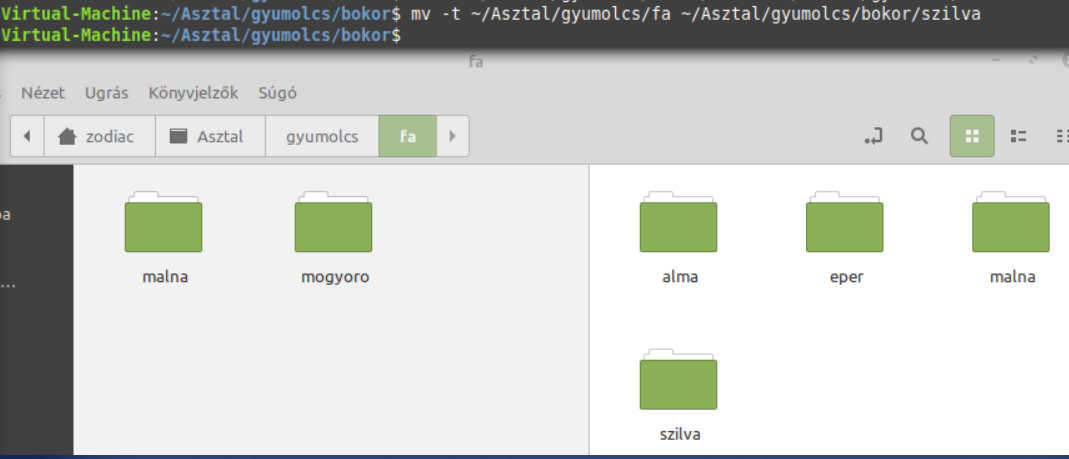 Virtual-Machine:~/Asztal/gyumolcs/bokor$ mv -t ~/Asztal/gyumolcs/fa ~/Asztal/gyumolcs/bokor/szilva
Virtual-Machine:~/Asztal/gyumolcs/bokor$
fa
Nézet Ugrás Könyvjelzők Súgó
zodiac Asztal gyumolcs fa
malna mogyoro alma eper malna
szilva